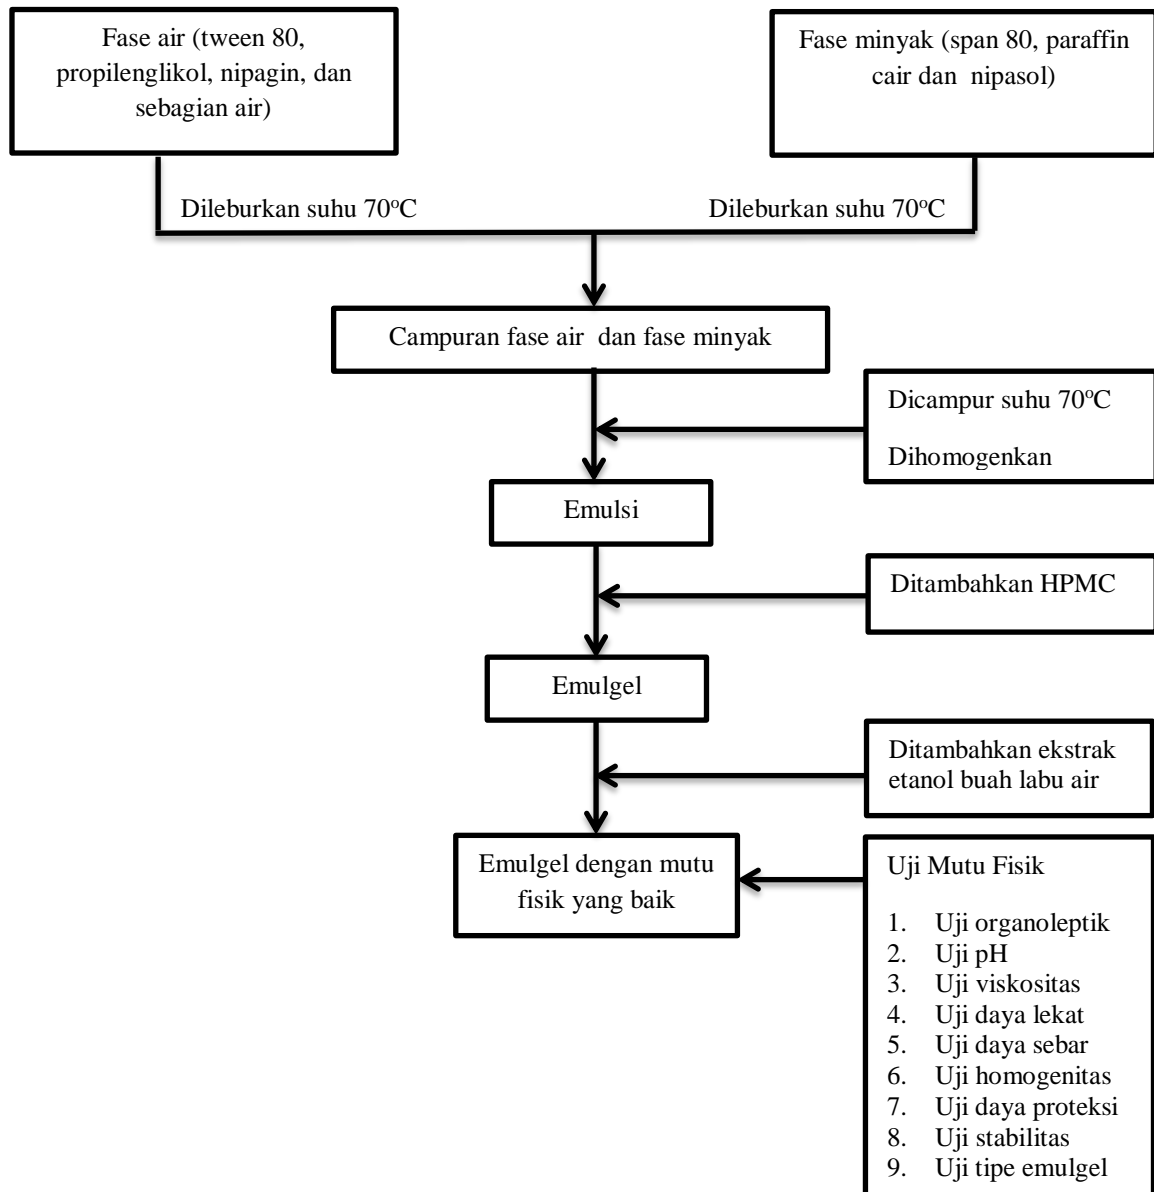 Fase air (tween 80,
propilenglikol, nipagin, dan
sebagian air)
Fase minyak (span 80, paraffin
cair dan nipasol)
Dileburkan suhu 70°C
Dileburkan suhu 70°C
Campuran fase air dan fase minyak
Dicampur suhu 70°C
Dihomogenkan
Emulsi
Ditambahkan HPMC
Emulgel
Ditambahkan ekstrak
etanol buah labu air
Emulgel dengan mutu
fisik yang baik
Uji Mutu Fisik
1. Uji organoleptik
2. Uji pH
3. Uji viskositas
4. Uji daya lekat
5. Uji daya sebar
6. Uji homogenitas
7. Uji daya proteksi
8. Uji stabilitas
9. Uji tipe emulgel